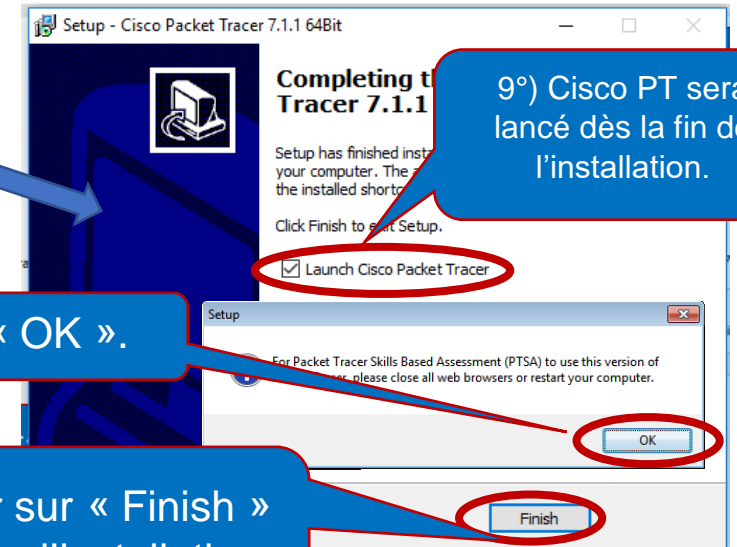 Setup - Cisco Packet Tracer 7.1.1 64Bit
Completing t
Tracer 7.1.1
9°) Cisco PT sera
lancé dès la fin de
l'installation.
Setup has finished insta
your computer. The a
the installed shortc
Click Finish to exit Setup.
Launch Cisco Packet Tracer
« OK ».
Setup
For Packet Tracer Skills Based Assessment (PTSA) to use this version of
please close all web browsers or restart your computer.
OK
r sur « Finish »
Finish